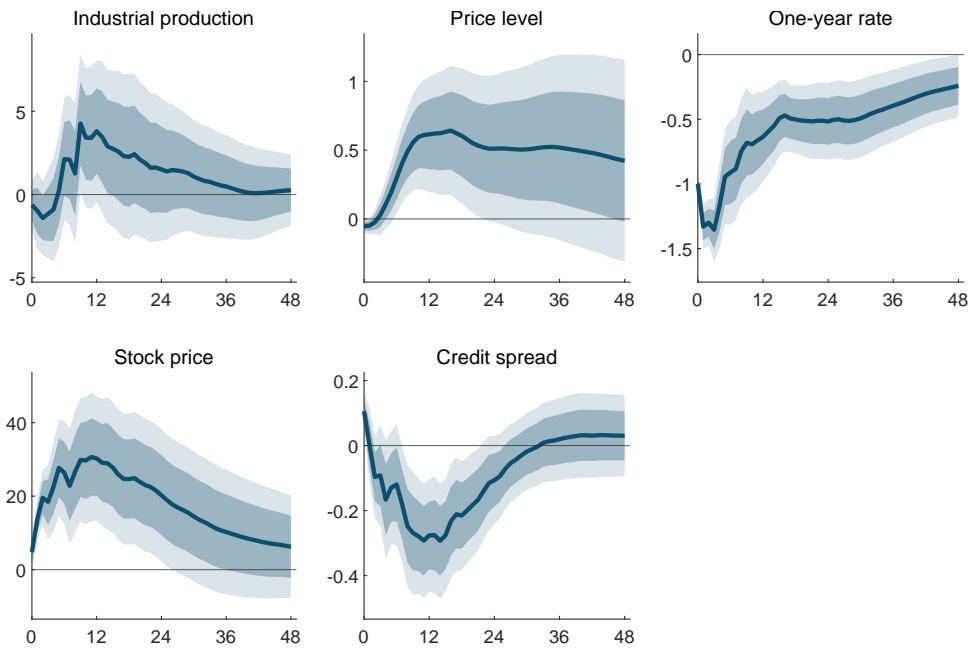 Industrial production
5
0
-5
0 12 24 36 48
Price level
1
0.5
0
0 12 24 36 48
One-year rate
0
-0.5
-1
-1.5
0 12 24 36 48
Stock price
40
20
0
0 12 24 36 48
Credit spread
0.2
0
-0.2
-0.4
0 12 24 36 48